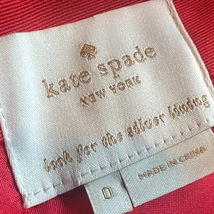 kate spade
NEW YORK
look for the silver lining
0
MADE IN CHINA